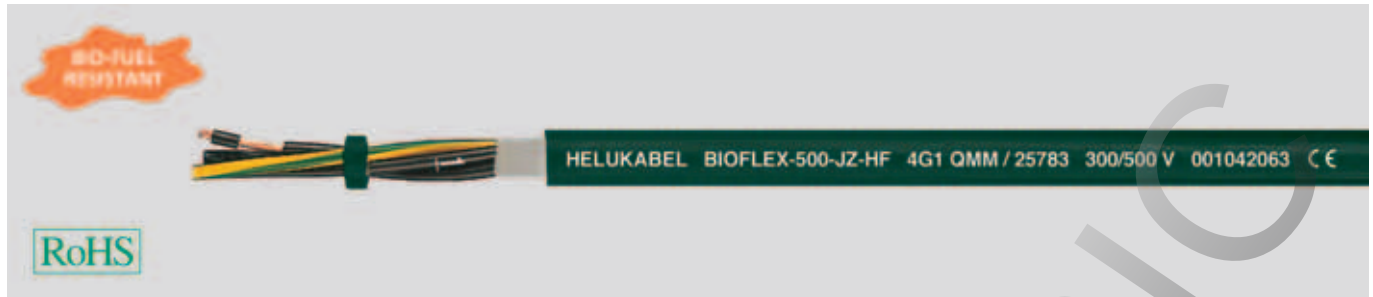 BIO-FUEL
RESISTANT
HELUKABEL BIOFLEX-500-JZ-HF 4G1 QMM / 25783 300/500 V 001042063 CE
RoHS